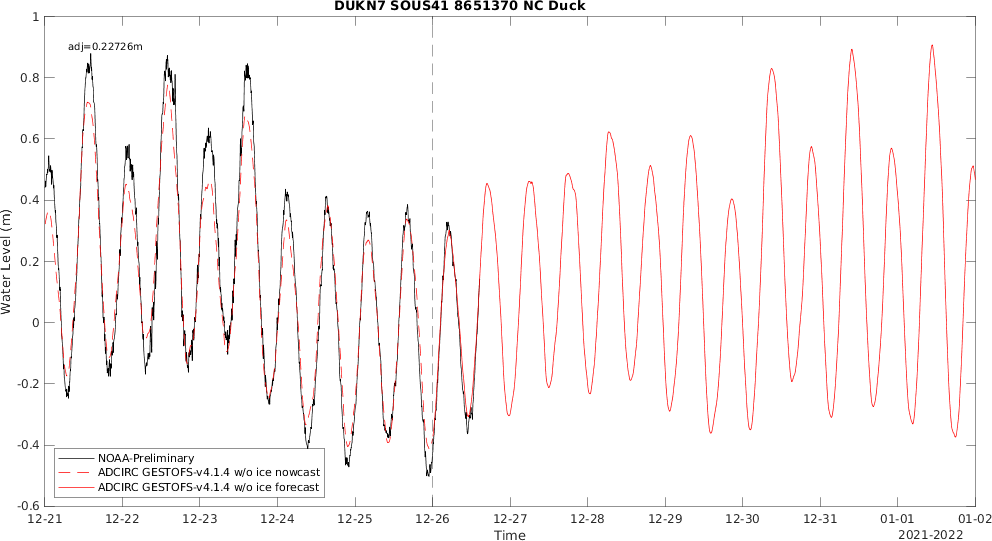 DUKN7 SOUS41 8651370 NC Duck
adj=0.22726m
1
0.8
0.6
0.4
0.2
0
-0.2
-0.4
-0.6
Water Level (m)
NOAA-Preliminary
ADCIRC GESTOFS-v4.1.4 w/o ice nowcast
ADCIRC GESTOFS-v4.1.4 w/o ice forecast
12-21 12-22 12-23 12-24 12-25 12-26 12-27 12-28 12-29 12-30 12-31 01-01 01-02
Time
2021-2022